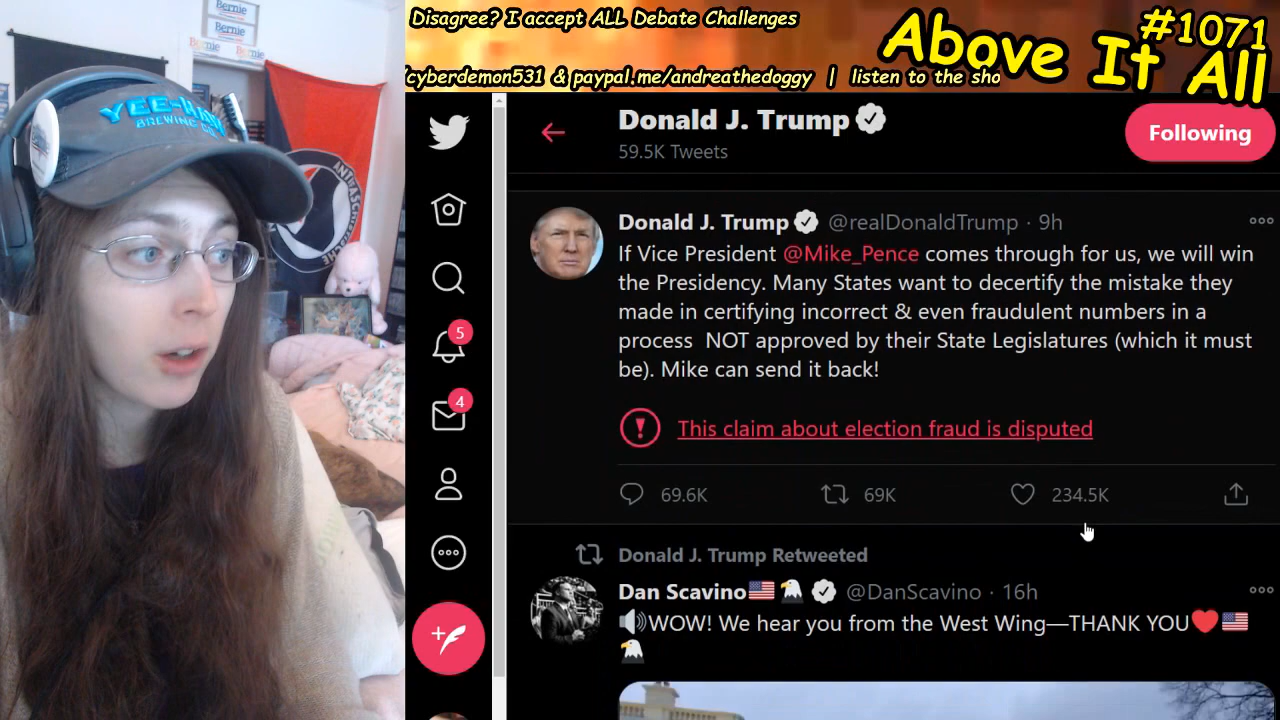 Bernie
Bernie
Bernie
Bernie
YEE-HAW
BREWING CO.
Disagree? I accept ALL Debate Challenges
/cyberdemon531 & paypal.me/andreathedoggy | listen to the sho
#1071
Above It All
Donald J. Trump
59.5K Tweets
Following
Donald J. Trump @realDonaldTrump · 9h
If Vice President @Mike_Pence comes through for us, we will win
the Presidency. Many States want to decertify the mistake they
made in certifying incorrect & even fraudulent numbers in a
process NOT approved by their State Legislatures (which it must
be). Mike can send it back!
This claim about election fraud is disputed
69.6K 69K 234.5K
5
4
Donald J. Trump Retweeted
Dan Scavino🇺🇸🦅 @DanScavino · 16h
🔊WOW! We hear you from the West Wing—THANK YOU❤️🇺🇸
🦅